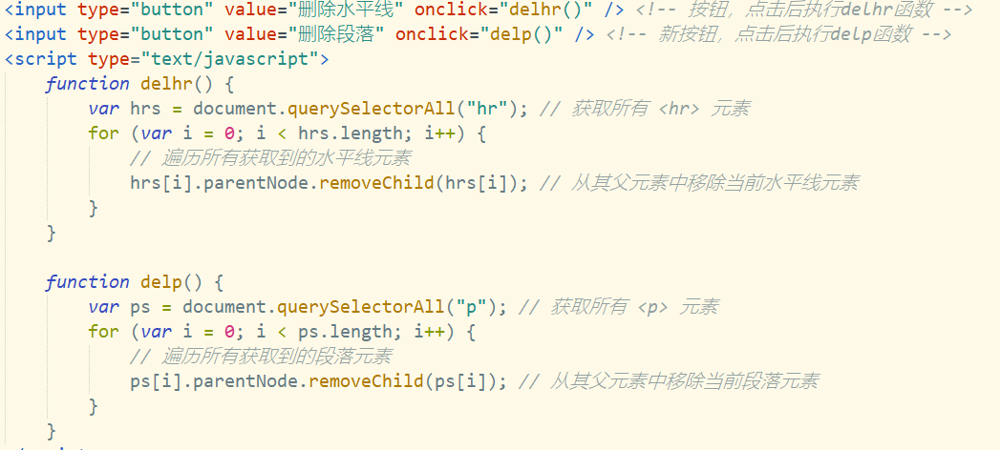 <input type="button" value="删除水平线" onclick="delhr()" /> <!-- 按钮，点击后执行delhr函数 -->
<input type="button" value="删除段落" onclick="delp()" /> <!-- 新按钮，点击后执行delp函数 -->
<script type="text/javascript">
function delhr() {
var hrs = document.querySelectorAll("hr"); // 获取所有 <hr> 元素
for (var i = 0; i < hrs.length; i++) {
// 遍历所有获取到的水平线元素
hrs[i].parentNode.removeChild(hrs[i]); // 从其父元素中移除当前水平线元素
}
}
function delp() {
var ps = document.querySelectorAll("p"); // 获取所有 <p> 元素
for (var i = 0; i < ps.length; i++) {
// 遍历所有获取到的段落元素
ps[i].parentNode.removeChild(ps[i]); // 从其父元素中移除当前段落元素
}
}